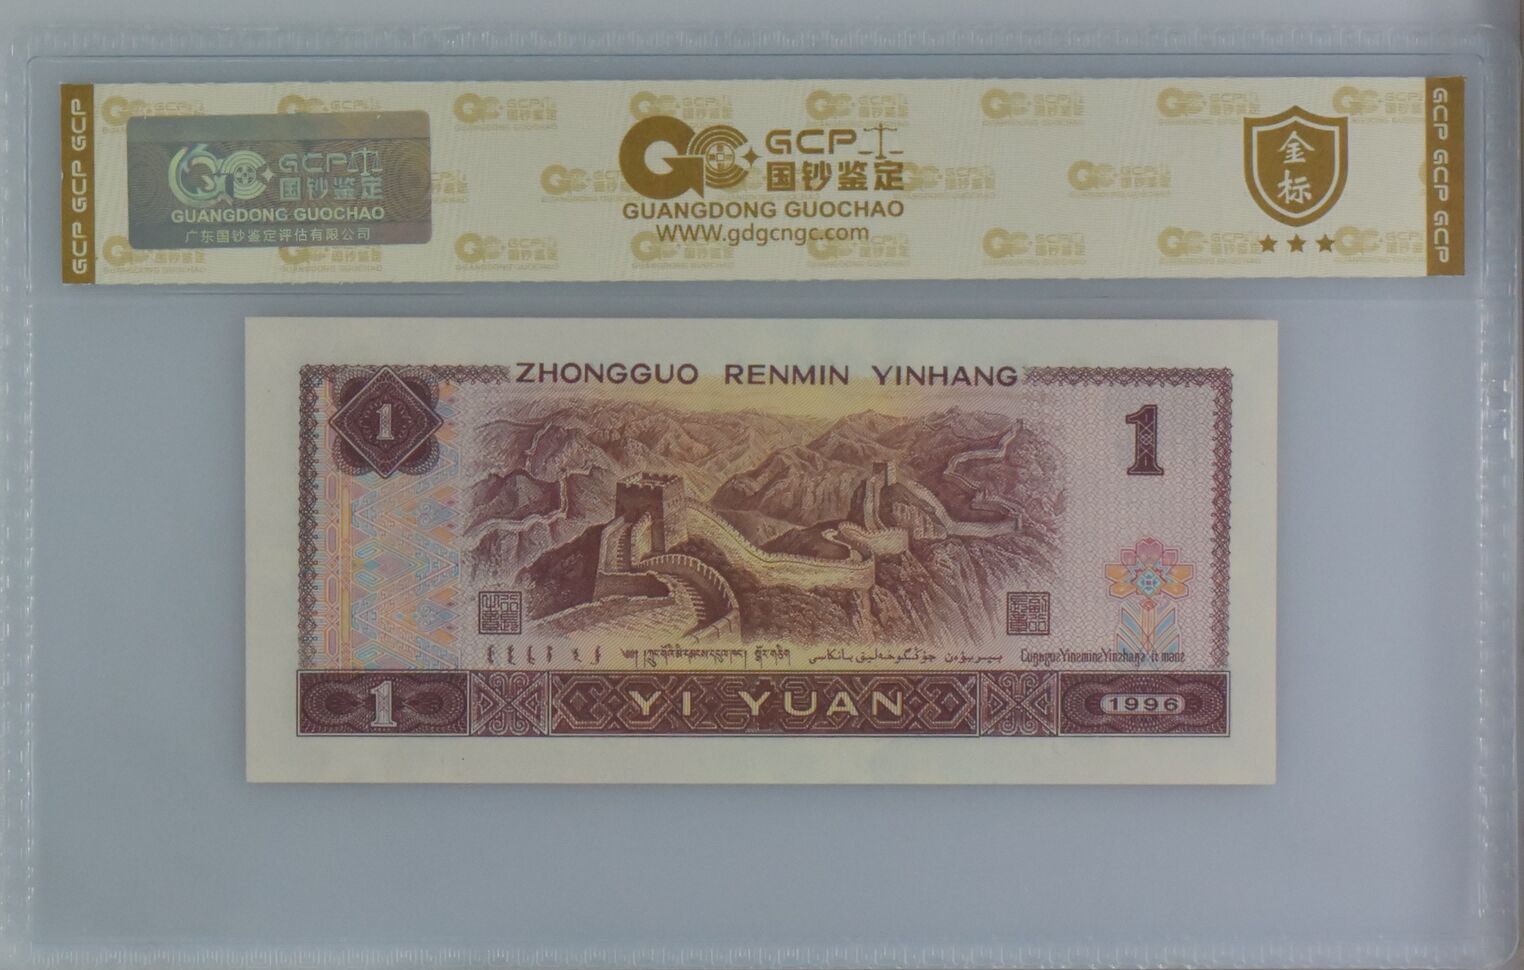 GCP GCP GCP
GCP
国钞鉴定
GUANGDONG GUOCHAO
广东国钞鉴定评估有限公司
GCP
国钞鉴定
GUANGDONG GUOCHAO
WWW.gdgcngc.com
金标
GCP GCP GCP
ZHONGGUO RENMIN YINHANG
1
1
1
YI YUAN
1996